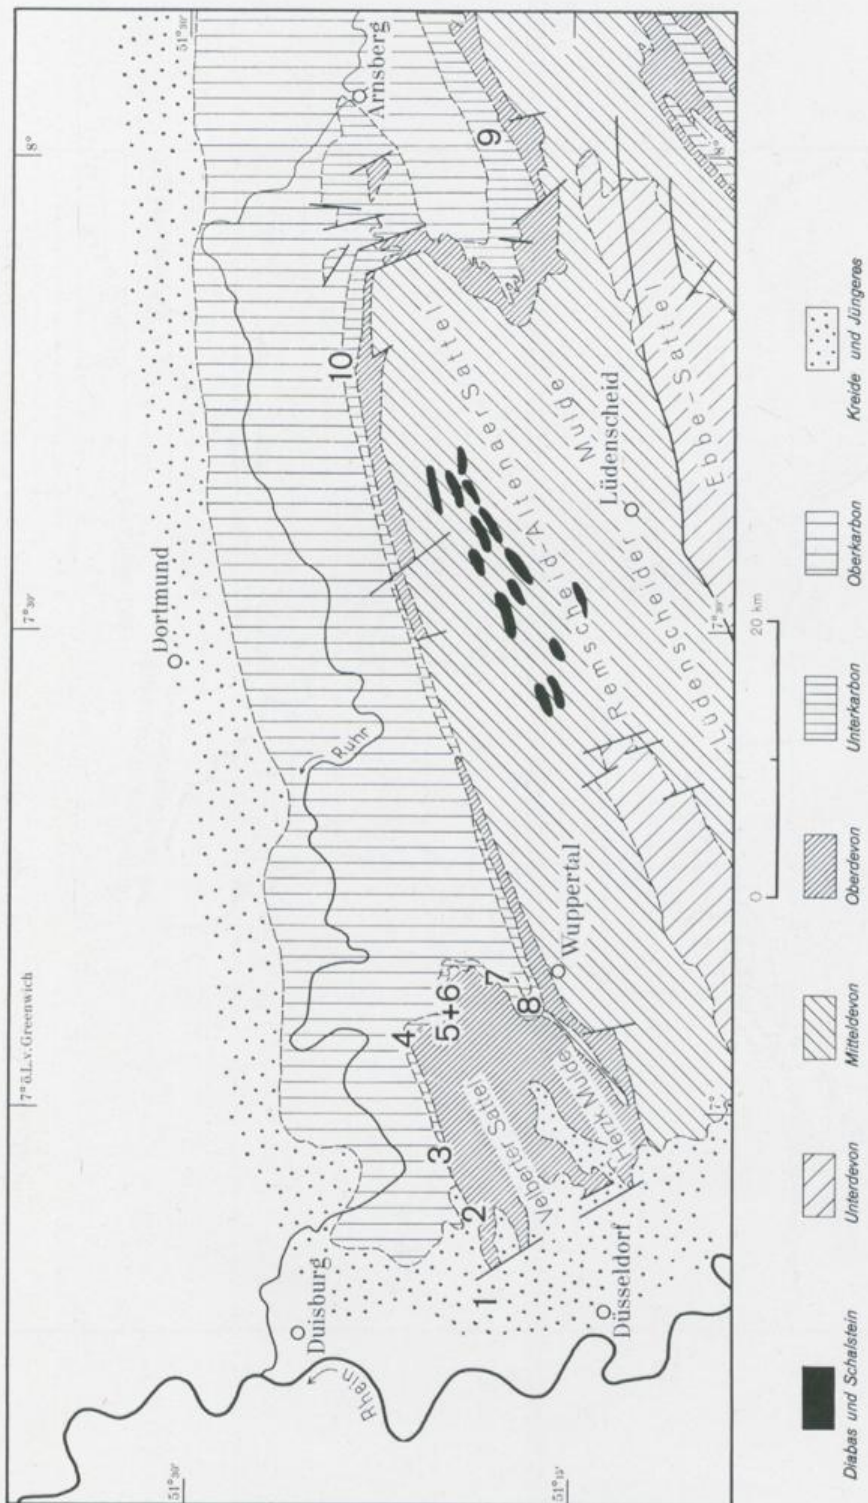 7° ö.L.v. Greenwich
7°30'
8°
51°30'
51°30'
Dortmund
Duisburg
Ruhr
Arnsberg
Rhein
10
9
4
3
5+6
2
7
8
1
Velberter Sattel
Herzk. Mulde
Wuppertal
Düsseldorf
Remscheid-Altenaer Sattel
Lüdenscheider Mulde
Lüdenscheid
Ebbe-Sattel
51°15'
7°
7°30'
8°
0 20 km
Diabas und Schalstein
Unterdevon
Mitteldevon
Oberdevon
Unterkarbon
Oberkarbon
Kreide und Jüngeres